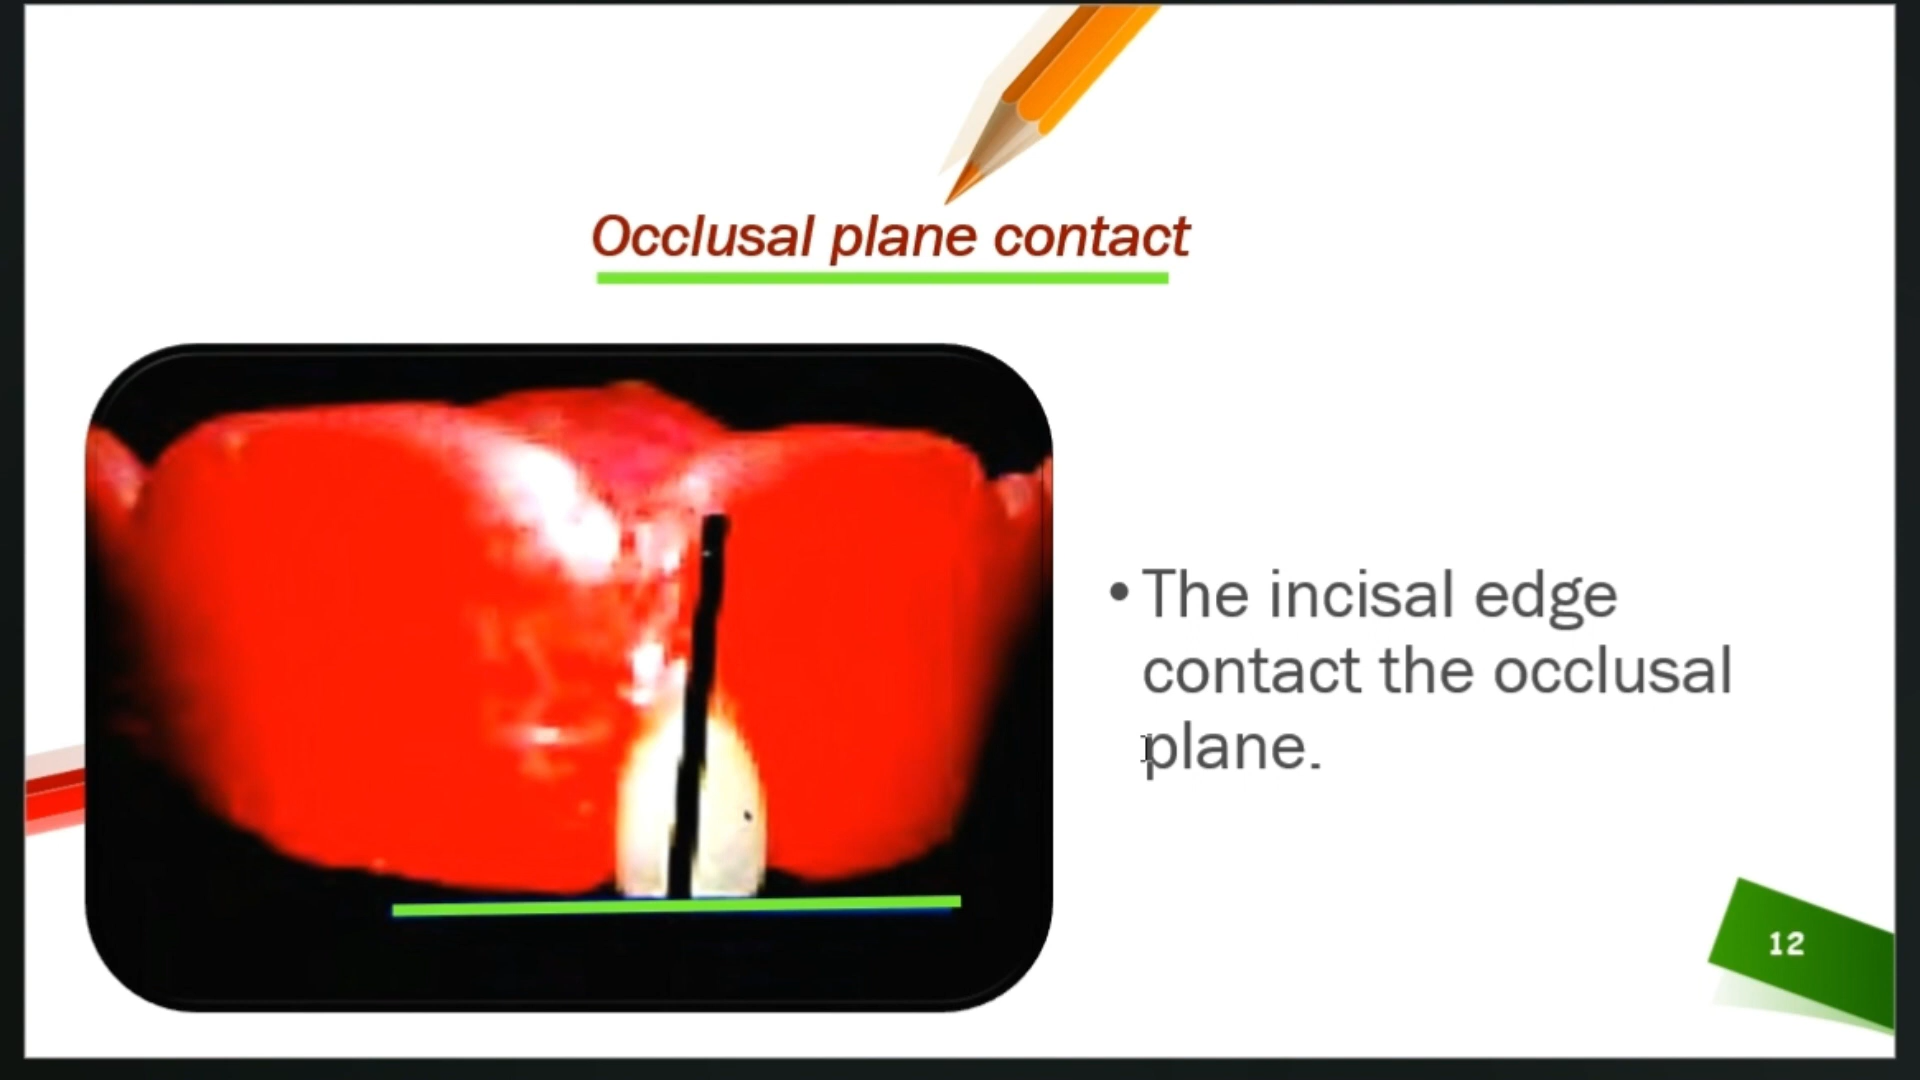 Occlusal plane contact
• The incisal edge
contact the occlusal
plane.
12